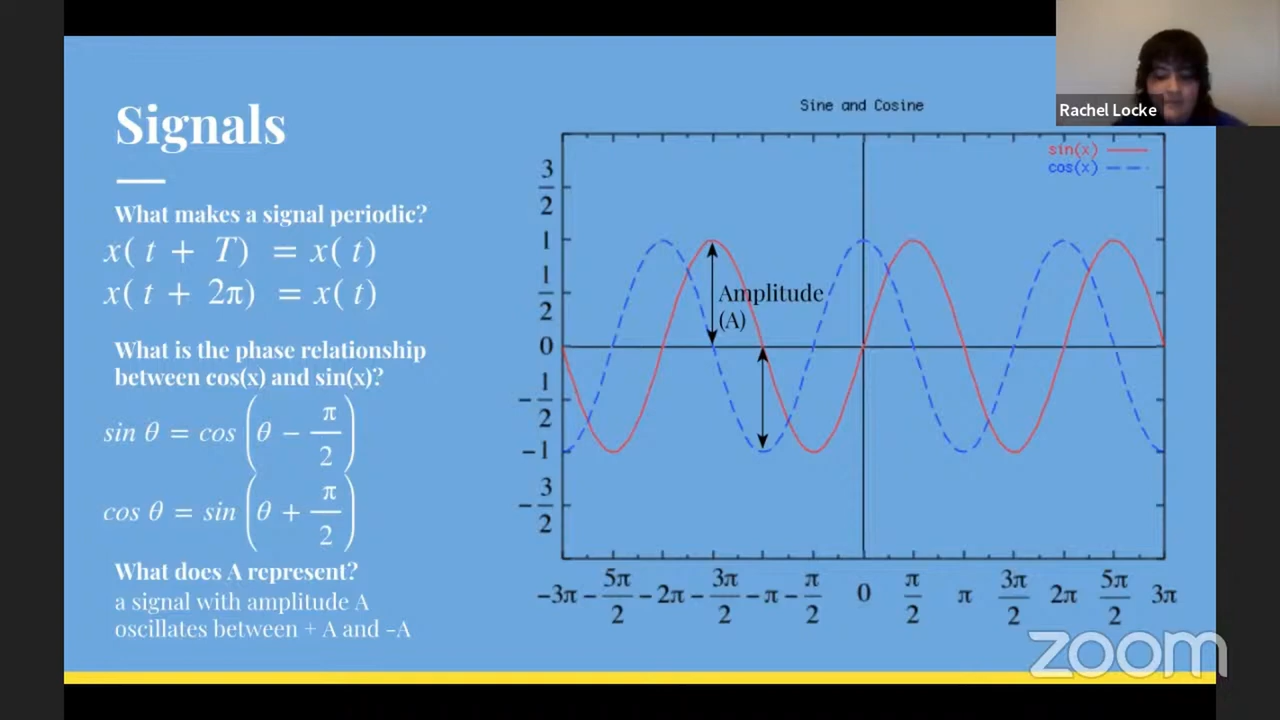 Signals
What makes a signal periodic?
x( t + T) = x( t)
x( t + 2π) = x( t)
What is the phase relationship
between cos(x) and sin(x)?
sin θ = cos (θ − π/2)
cos θ = sin (θ + π/2)
What does A represent?
a signal with amplitude A
oscillates between + A and -A
Sine and Cosine
sin(x)
cos(x)
3/2
1
1/2
0
−1/2
−1
−3/2
Amplitude
(A)
−3π −5π/2 −2π −3π/2 −π −π/2 0 π/2 π 3π/2 2π 5π/2 3π
Rachel Locke
zoom